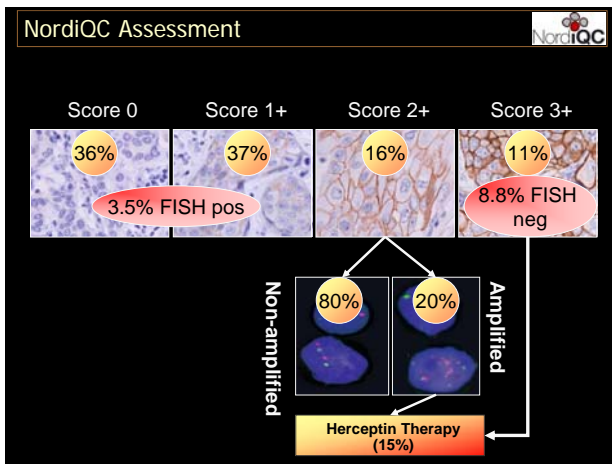 NordiQC Assessment
NordiQC
Score 0
Score 1+
Score 2+
Score 3+
36%
37%
16%
11%
3.5% FISH pos
8.8% FISH
neg
Non-amplified
80%
20%
Amplified
Herceptin Therapy
(15%)